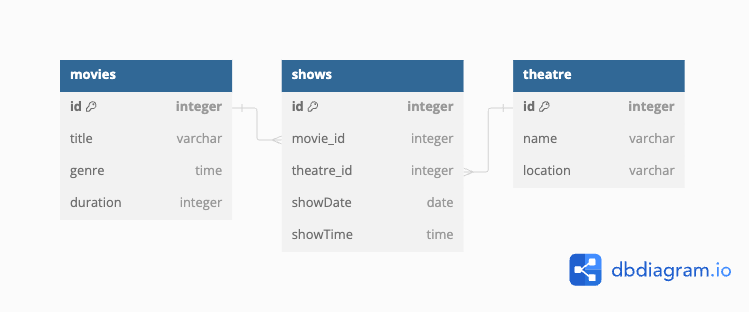 movies
id integer
title varchar
genre time
duration integer
shows
id integer
movie_id integer
theatre_id integer
showDate date
showTime time
theatre
id integer
name varchar
location varchar
dbdiagram.io